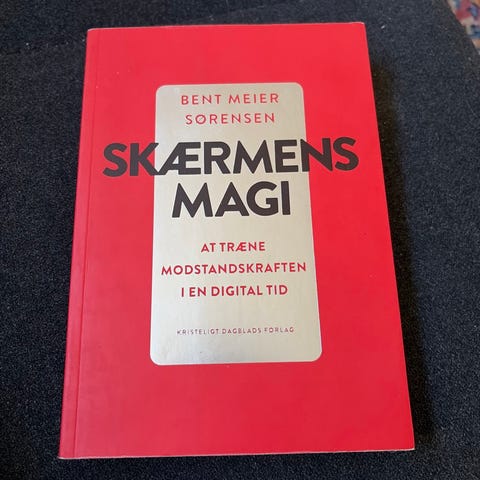 BENT MEIER
SØRENSEN
SKÆRMENS
MAGI
AT TRÆNE
MODSTANDSKRAFTEN
I EN DIGITAL TID
KRISTELIGT DAGBLADS FORLAG